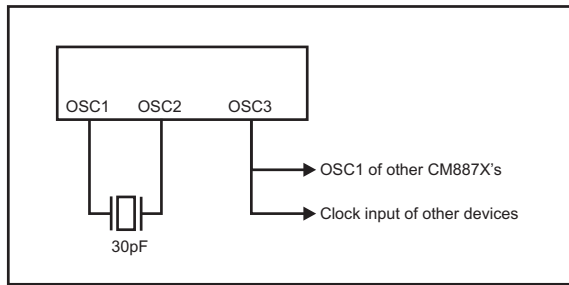 OSC1 OSC2 OSC3
OSC1 of other CM887X's
Clock input of other devices
30pF